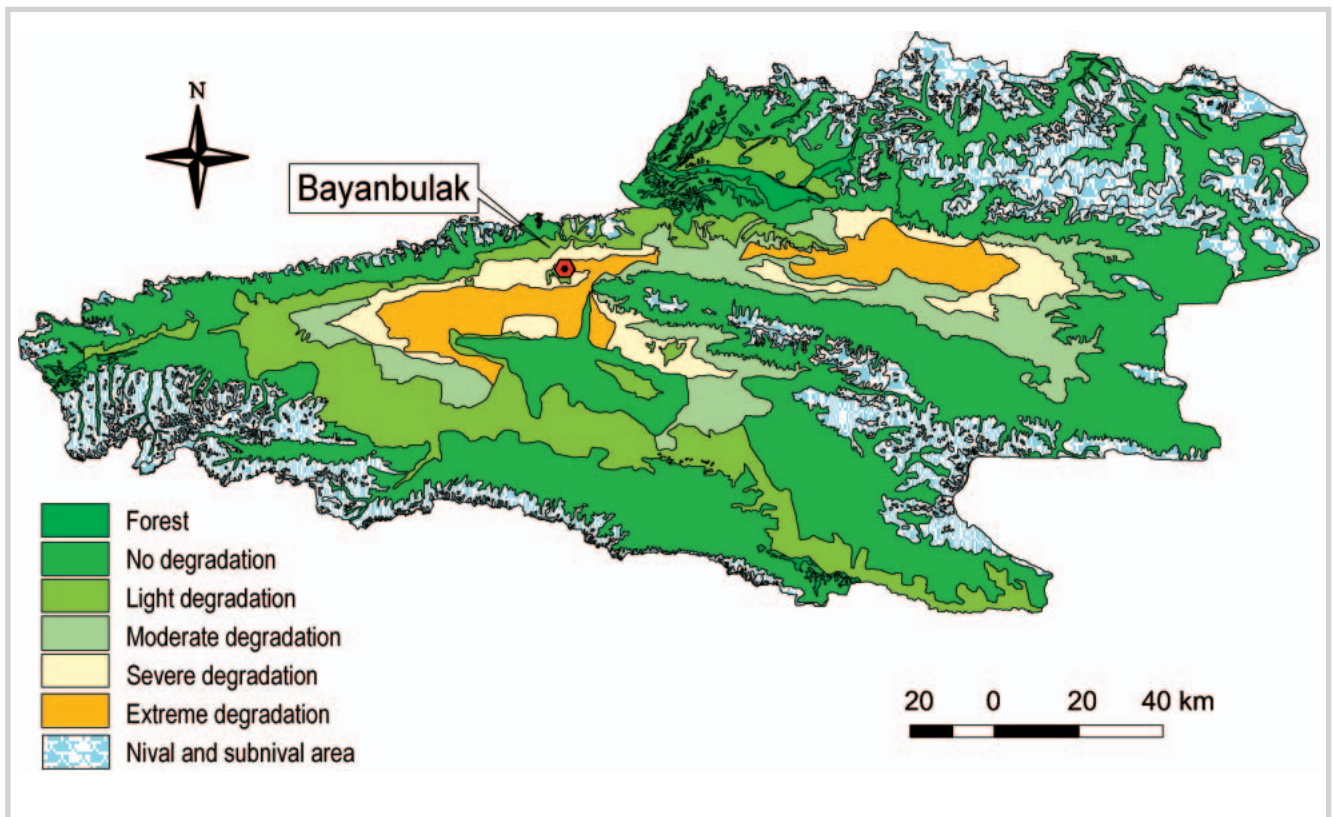 N
Bayanbulak
Forest
No degradation
Light degradation
Moderate degradation
Severe degradation
Extreme degradation
Nival and subnival area
20 0 20 40 km